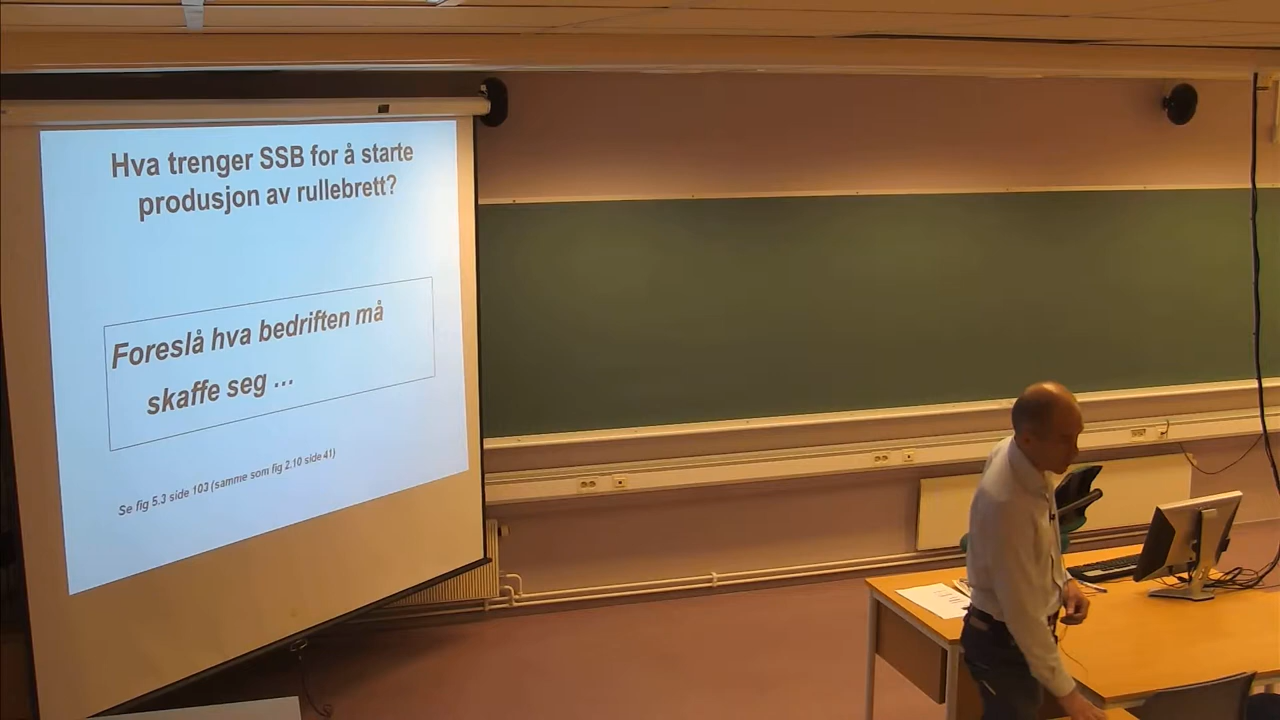 Hva trenger SSB for å starte
produsjon av rullebrett?
Foreslå hva bedriften må
skaffe seg ...
Se fig 5.3 side 103 (samme som fig 2.10 side 41)